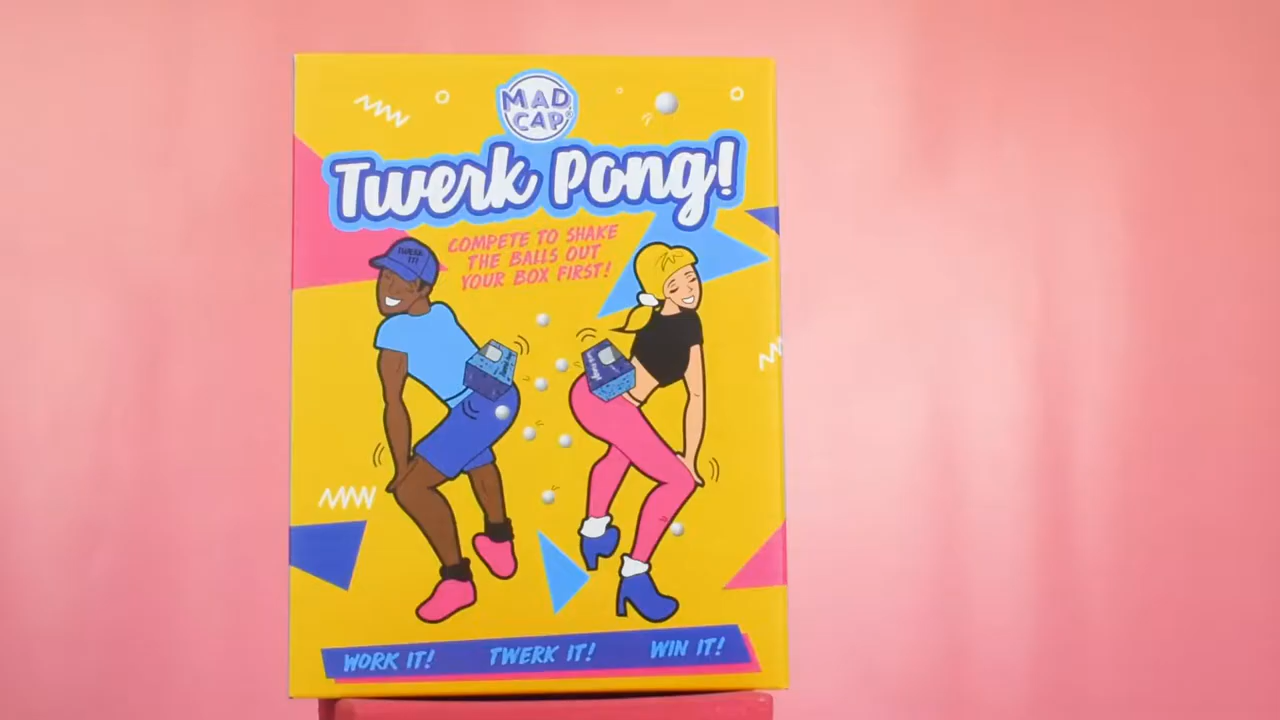 MAD
CAP
Twerk Pong!
COMPETE TO SHAKE
THE BALLS OUT
YOUR BOX FIRST!
TWERK
IT!
WORK IT! TWERK IT! WIN IT!